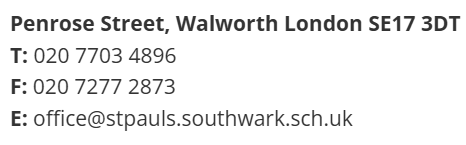 Penrose Street, Walworth London SE17 3DT
T: 020 7703 4896
F: 020 7277 2873
E: office@stpauls.southwark.sch.uk